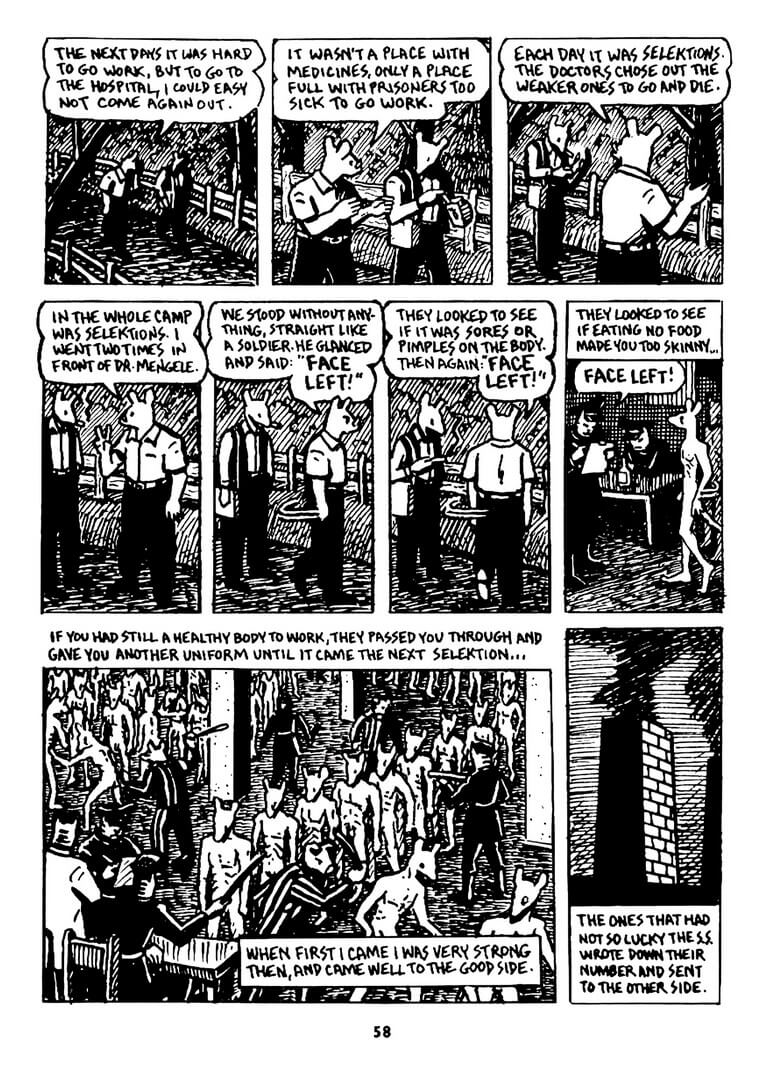 THE NEXT DAYS IT WAS HARD
TO GO WORK, BUT TO GO TO
THE HOSPITAL, I COULD EASY
NOT COME AGAIN OUT.
IT WASN'T A PLACE WITH
MEDICINES, ONLY A PLACE
FULL WITH PRISONERS TOO
SICK TO GO WORK.
EACH DAY IT WAS SELEKTIONS.
THE DOCTORS CHOSE OUT THE
WEAKER ONES TO GO AND DIE.
IN THE WHOLE CAMP
WAS SELEKTIONS. I
WENT TWO TIMES IN
FRONT OF DR. MENGELE.
WE STOOD WITHOUT ANY-
THING, STRAIGHT LIKE
A SOLDIER. HE GLANCED
AND SAID: "FACE
LEFT!"
THEY LOOKED TO SEE
IF IT WAS SORES OR
PIMPLES ON THE BODY.
THEN AGAIN: "FACE
LEFT!"
THEY LOOKED TO SEE
IF EATING NO FOOD
MADE YOU TOO SKINNY...
FACE LEFT!
IF YOU HAD STILL A HEALTHY BODY TO WORK, THEY PASSED YOU THROUGH AND
GAVE YOU ANOTHER UNIFORM UNTIL IT CAME THE NEXT SELEKTION...
WHEN FIRST I CAME I WAS VERY STRONG
THEN, AND CAME WELL TO THE GOOD SIDE.
THE ONES THAT HAD
NOT SO LUCKY THE S.S.
WROTE DOWN THEIR
NUMBER AND SENT
TO THE OTHER SIDE.
58